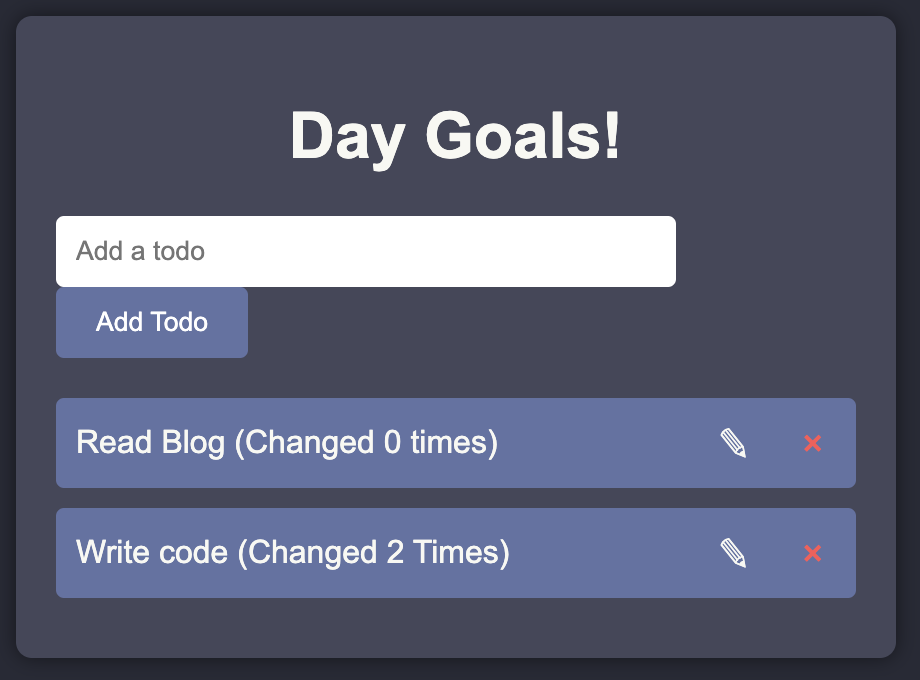 Day Goals!
Add a todo
Add Todo
Read Blog (Changed 0 times)
Write code (Changed 2 Times)